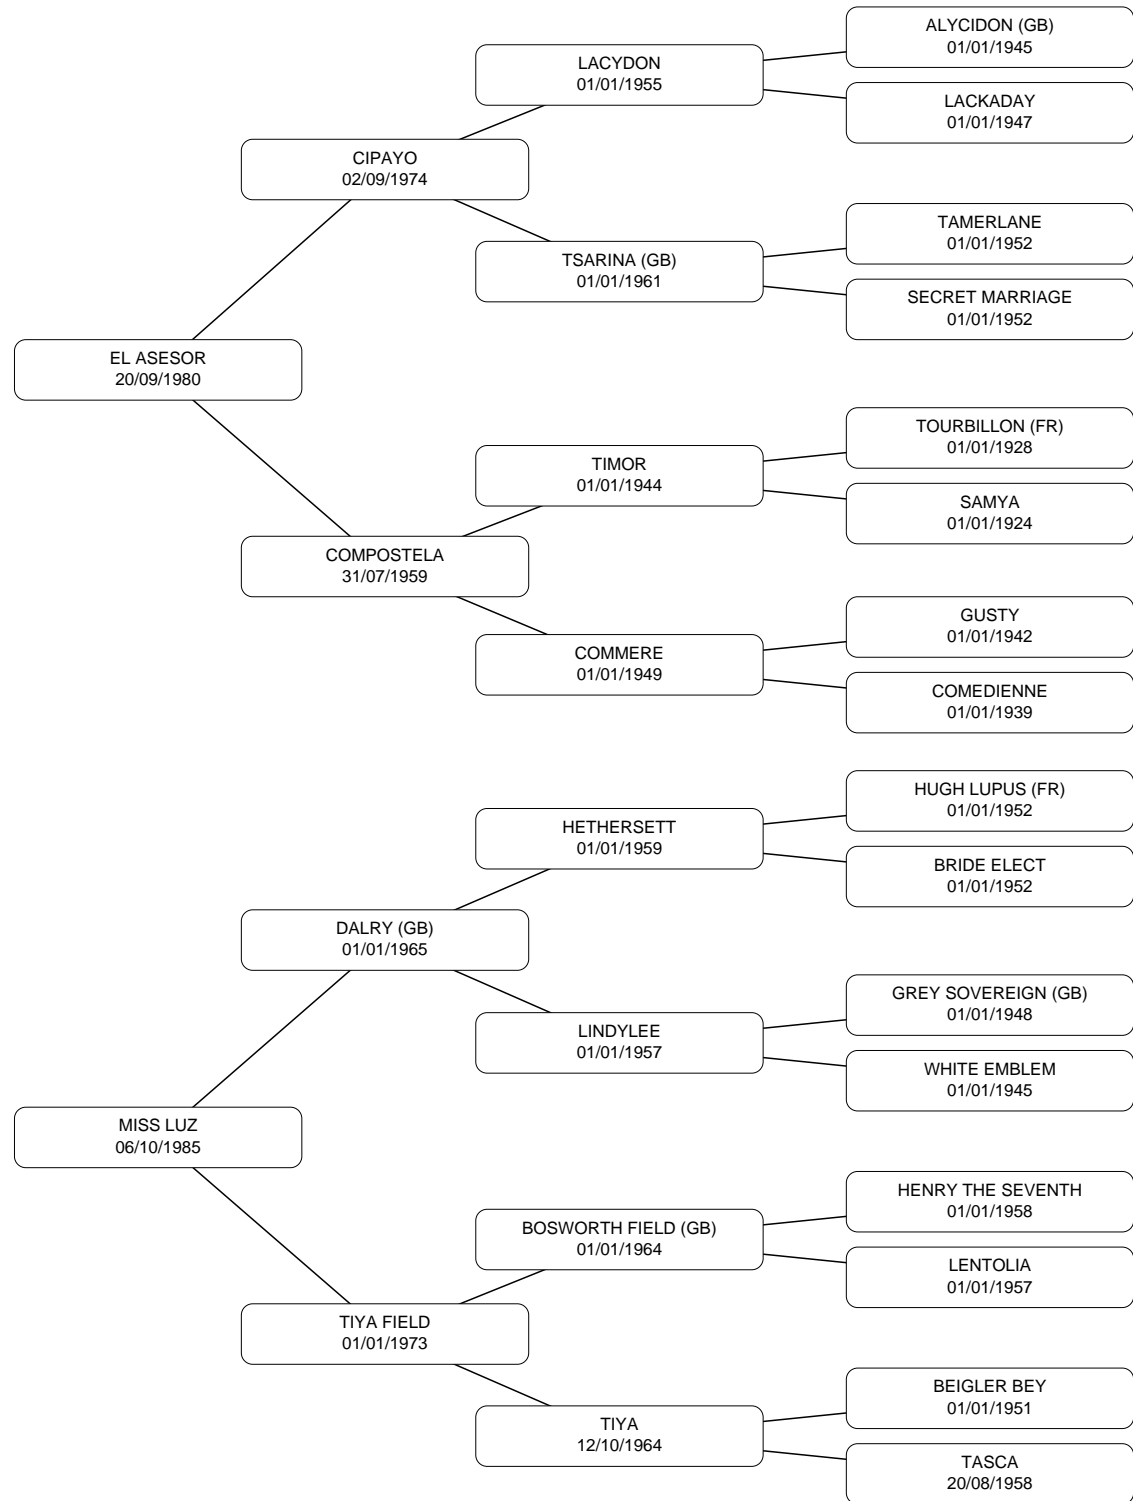 ALYCIDON (GB)
01/01/1945
LACYDON
01/01/1955
LACKADAY
01/01/1947
CIPAYO
02/09/1974
TAMERLANE
01/01/1952
TSARINA (GB)
01/01/1961
SECRET MARRIAGE
01/01/1952
EL ASESOR
20/09/1980
TOURBILLON (FR)
01/01/1928
TIMOR
01/01/1944
SAMYA
01/01/1924
COMPOSTELA
31/07/1959
GUSTY
01/01/1942
COMMERE
01/01/1949
COMEDIENNE
01/01/1939
HUGH LUPUS (FR)
01/01/1952
HETHERSETT
01/01/1959
BRIDE ELECT
01/01/1952
DALRY (GB)
01/01/1965
GREY SOVEREIGN (GB)
01/01/1948
LINDYLEE
01/01/1957
WHITE EMBLEM
01/01/1945
MISS LUZ
06/10/1985
HENRY THE SEVENTH
01/01/1958
BOSWORTH FIELD (GB)
01/01/1964
LENTOLIA
01/01/1957
TIYA FIELD
01/01/1973
BEIGLER BEY
01/01/1951
TIYA
12/10/1964
TASCA
20/08/1958